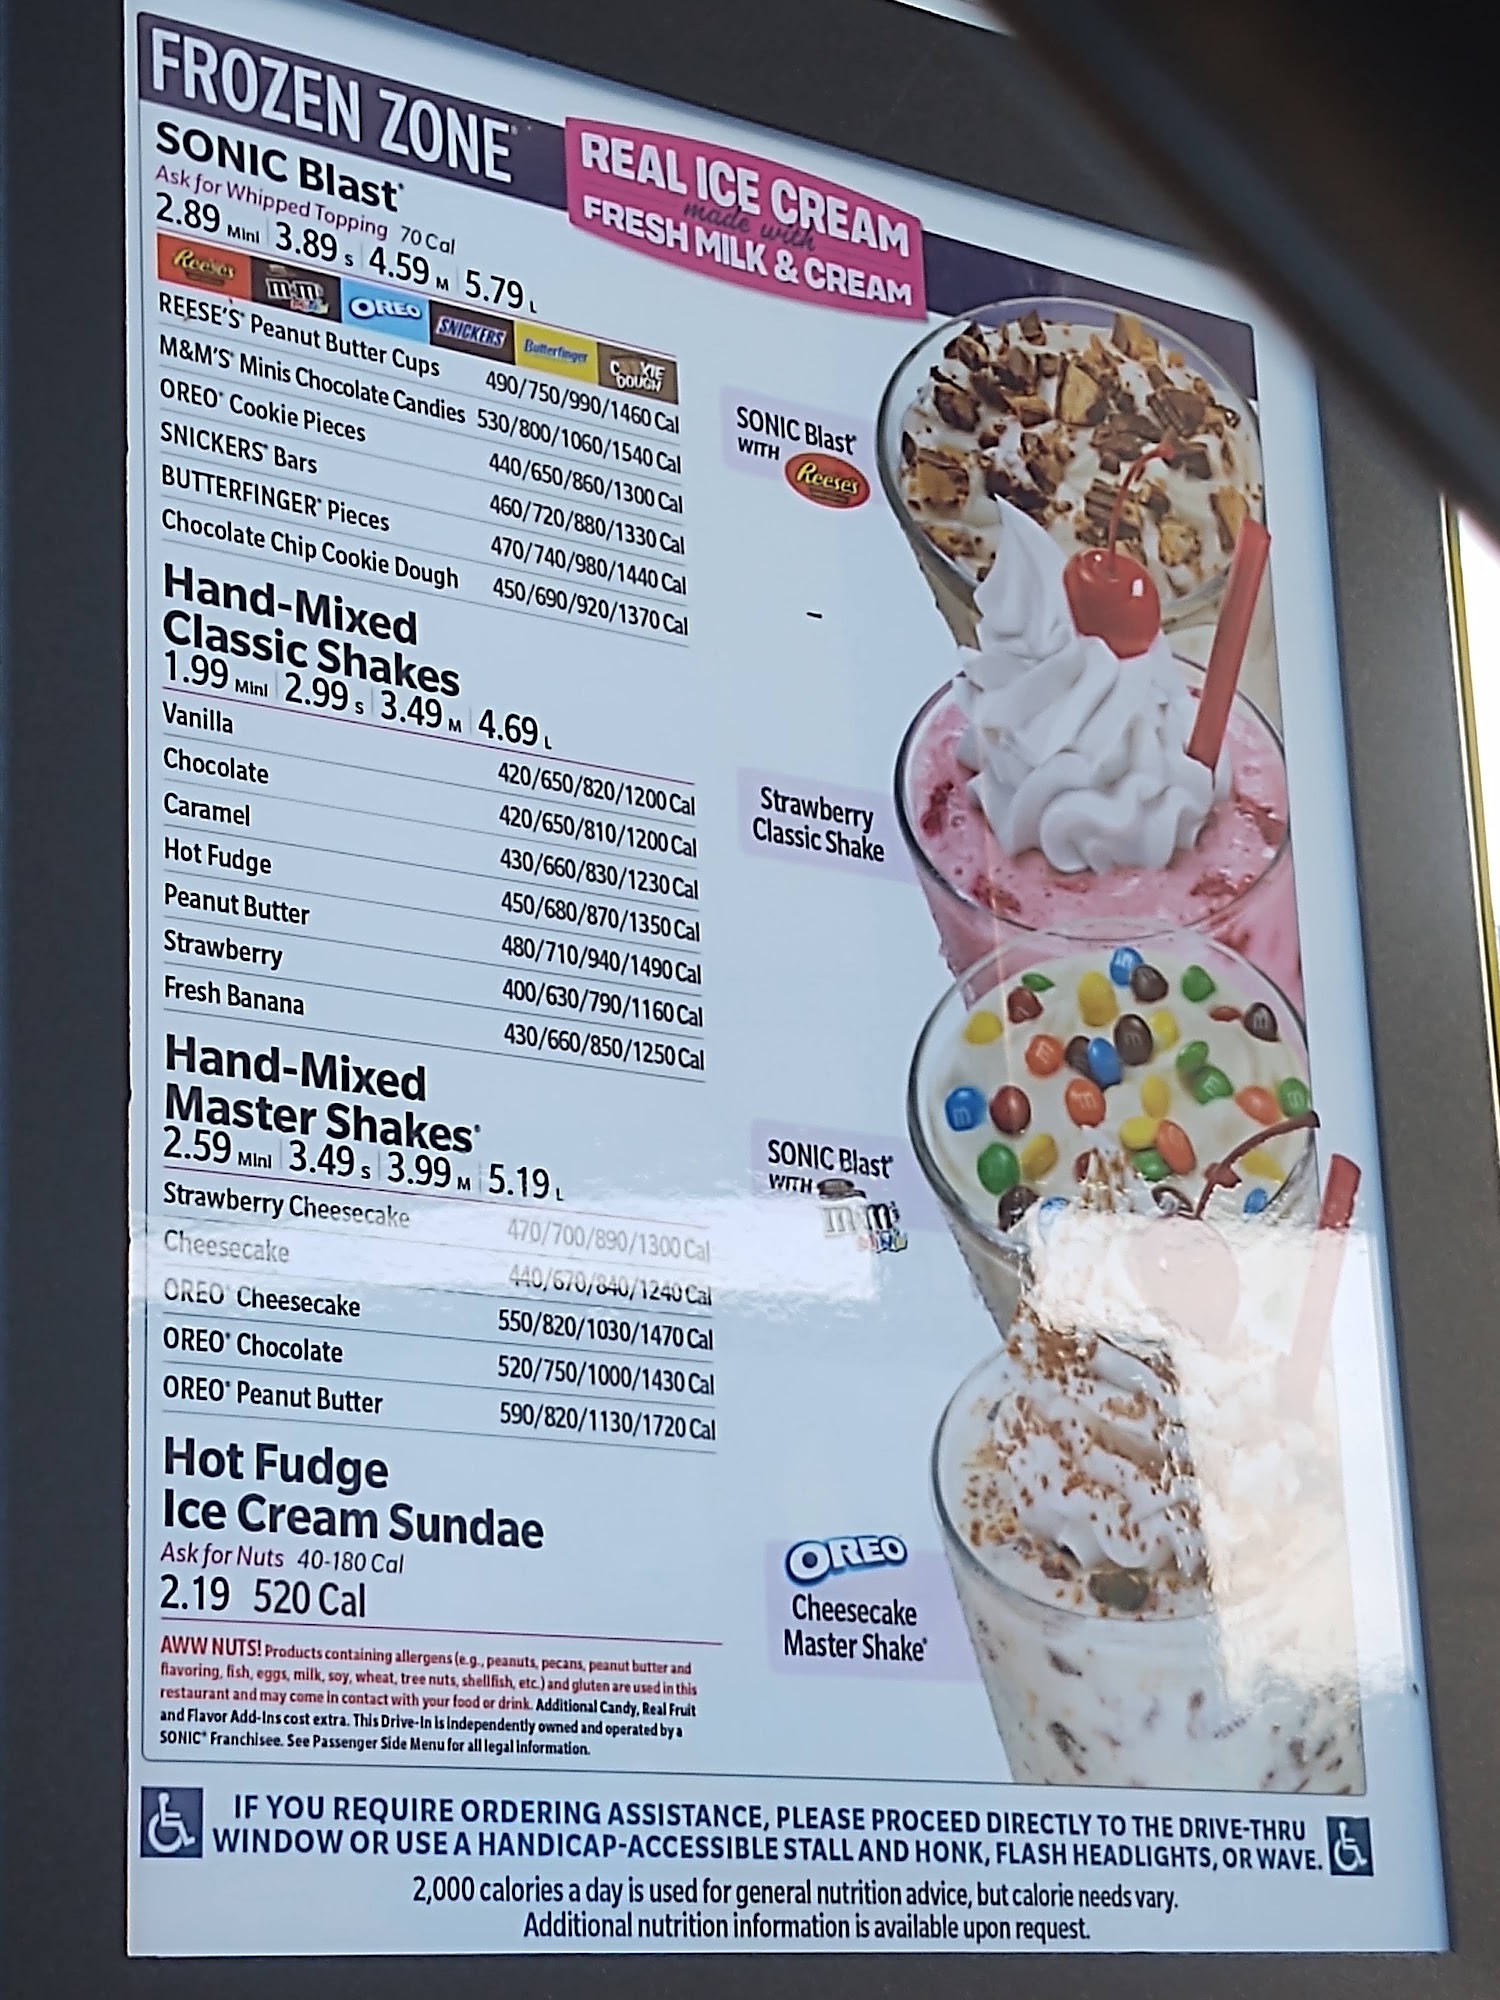 FROZEN ZONE
REAL ICE CREAM
made with
FRESH MILK & CREAM
SONIC Blast
Ask for Whipped Topping 70 Cal
2.89 Mini 3.89 S 4.59 M 5.79 L
Reese's m&m's OREO SNICKERS Butterfinger COOKIE DOUGH
REESE'S Peanut Butter Cups 490/750/990/1460 Cal
M&M'S Minis Chocolate Candies 530/800/1060/1540 Cal
OREO Cookie Pieces 440/650/860/1300 Cal
SNICKERS Bars 460/720/880/1330 Cal
BUTTERFINGER Pieces 470/740/980/1440 Cal
Chocolate Chip Cookie Dough 450/690/920/1370 Cal
Hand-Mixed
Classic Shakes
1.99 Mini 2.99 S 3.49 M 4.69 L
Vanilla 420/650/820/1200 Cal
Chocolate 420/650/810/1200 Cal
Caramel 430/660/830/1230 Cal
Hot Fudge 450/680/870/1350 Cal
Peanut Butter 480/710/940/1490 Cal
Strawberry 400/630/790/1160 Cal
Fresh Banana 430/660/850/1250 Cal
Hand-Mixed
Master Shakes
2.59 Mini 3.49 S 3.99 M 5.19 L
Strawberry Cheesecake 470/700/890/1300 Cal
Cheesecake 440/670/840/1240 Cal
OREO Cheesecake 550/820/1030/1470 Cal
OREO Chocolate 520/750/1000/1430 Cal
OREO Peanut Butter 590/820/1130/1720 Cal
Hot Fudge
Ice Cream Sundae
Ask for Nuts 40-180 Cal
2.19 520 Cal
AWW NUTS! Products containing allergens (e.g., peanuts, pecans, peanut butter and
flavoring, fish, eggs, milk, soy, wheat, tree nuts, shellfish, etc.) and gluten are used in this
restaurant and may come in contact with your food or drink. Additional Candy, Real Fruit
and Flavor Add-Ins cost extra. This Drive-In is independently owned and operated by a
SONIC Franchisee. See Passenger Side Menu for all legal information.
SONIC Blast
WITH Reese's
Strawberry
Classic Shake
SONIC Blast
WITH
m&m's
MINIS
OREO
Cheesecake
Master Shake
IF YOU REQUIRE ORDERING ASSISTANCE, PLEASE PROCEED DIRECTLY TO THE DRIVE-THRU
WINDOW OR USE A HANDICAP-ACCESSIBLE STALL AND HONK, FLASH HEADLIGHTS, OR WAVE.
2,000 calories a day is used for general nutrition advice, but calorie needs vary.
Additional nutrition information is available upon request.